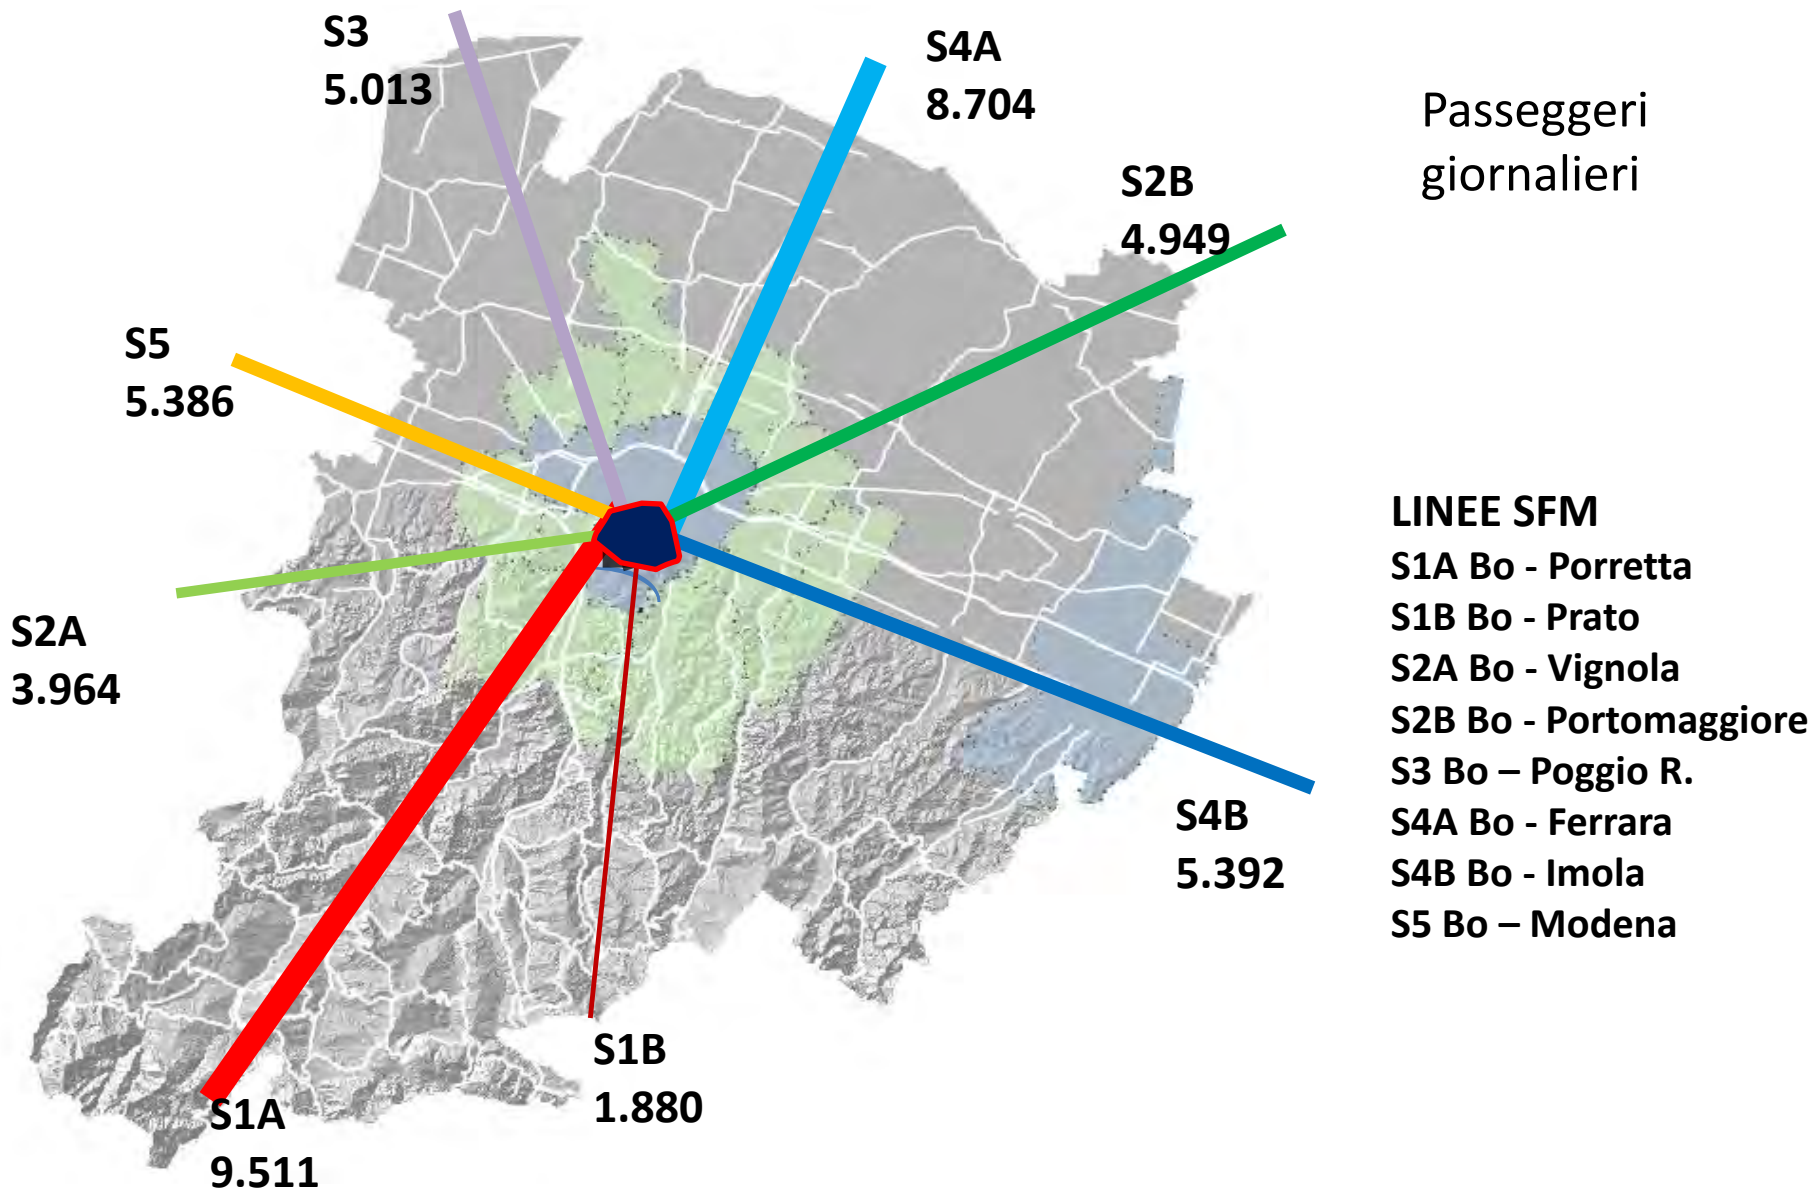 S3
5.013
S4A
8.704
Passeggeri
giornalieri
S2B
4.949
S5
5.386
S2A
3.964
LINEE SFM
S1A Bo - Porretta
S1B Bo - Prato
S2A Bo - Vignola
S2B Bo - Portomaggiore
S3 Bo – Poggio R.
S4A Bo - Ferrara
S4B Bo - Imola
S5 Bo – Modena
S4B
5.392
S1B
1.880
S1A
9.511